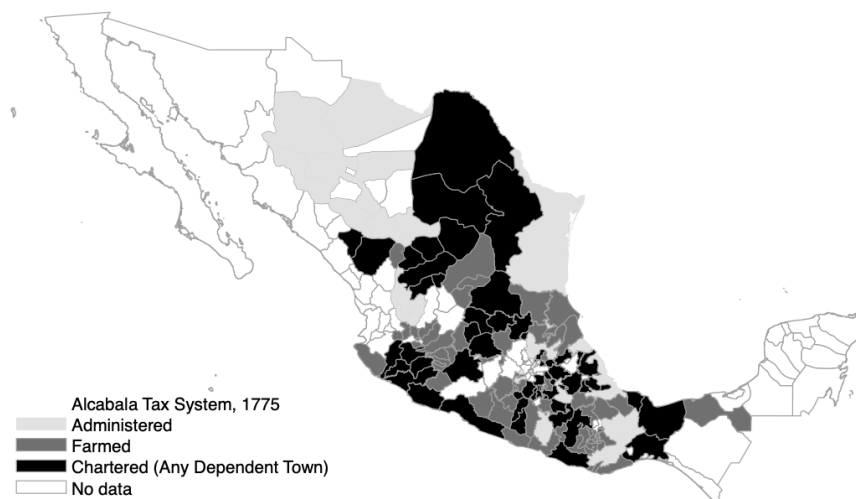 Alcabala Tax System, 1775
Administered
Farmed
Chartered (Any Dependent Town)
No data